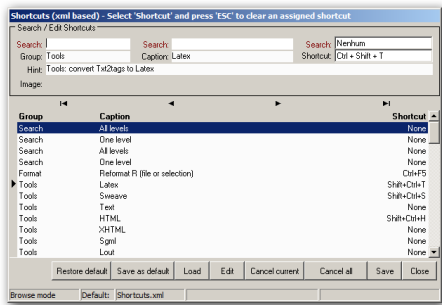 Shortcuts (xml based) - Select 'Shortcut' and press 'ESC' to clear an assigned shortcut
Search / Edit Shortcuts
Search: Search: Search: Nenhum
Group: Tools Caption: Latex Shortcut: Ctrl + Shift + T
Hint: Tools: convert Txt2tags to Latex
Image:
Group Caption Shortcut
Search All levels None
Search One level None
Search All levels None
Search One level None
Format Reformat R (file or selection) Ctrl+F5
Tools Latex Shift+Ctrl+T
Tools Sweave Shift+Ctrl+S
Tools Text None
Tools HTML Shift+Ctrl+H
Tools XHTML None
Tools Sgml None
Tools Lout None
Restore default Save as default Load Edit Cancel current Cancel all Save Close
Browse mode Default: Shortcuts.xml